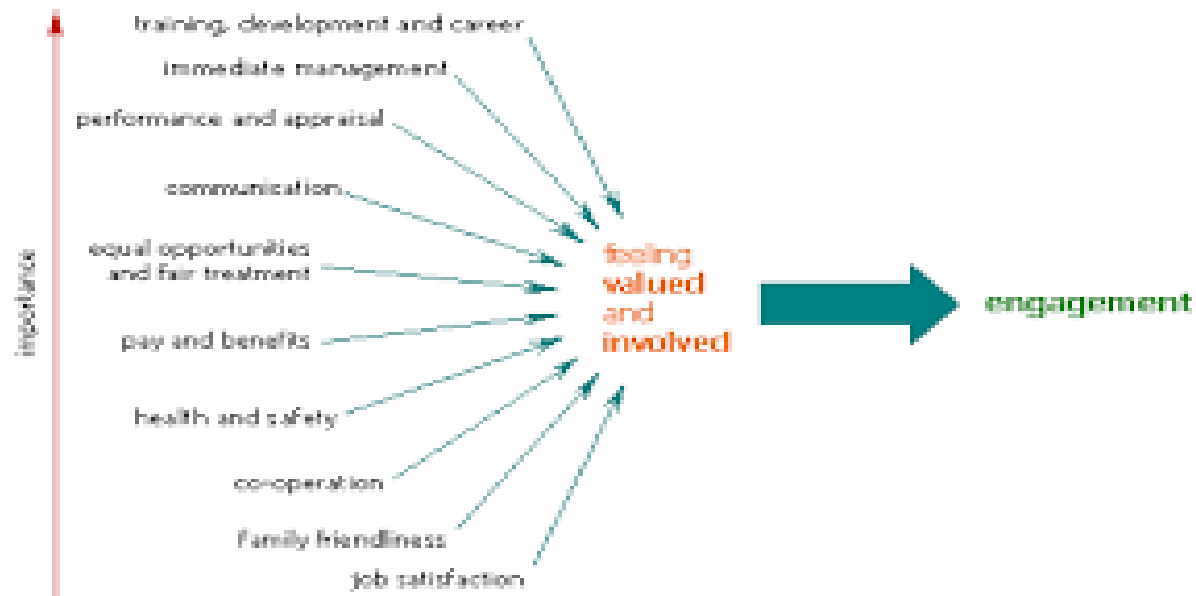 training, development and career
immediate management
performance and appraisal
communication
equal opportunities
and fair treatment
pay and benefits
health and safety
co-operation
family friendliness
job satisfaction
importance
feeling
valued
and
involved
engagement